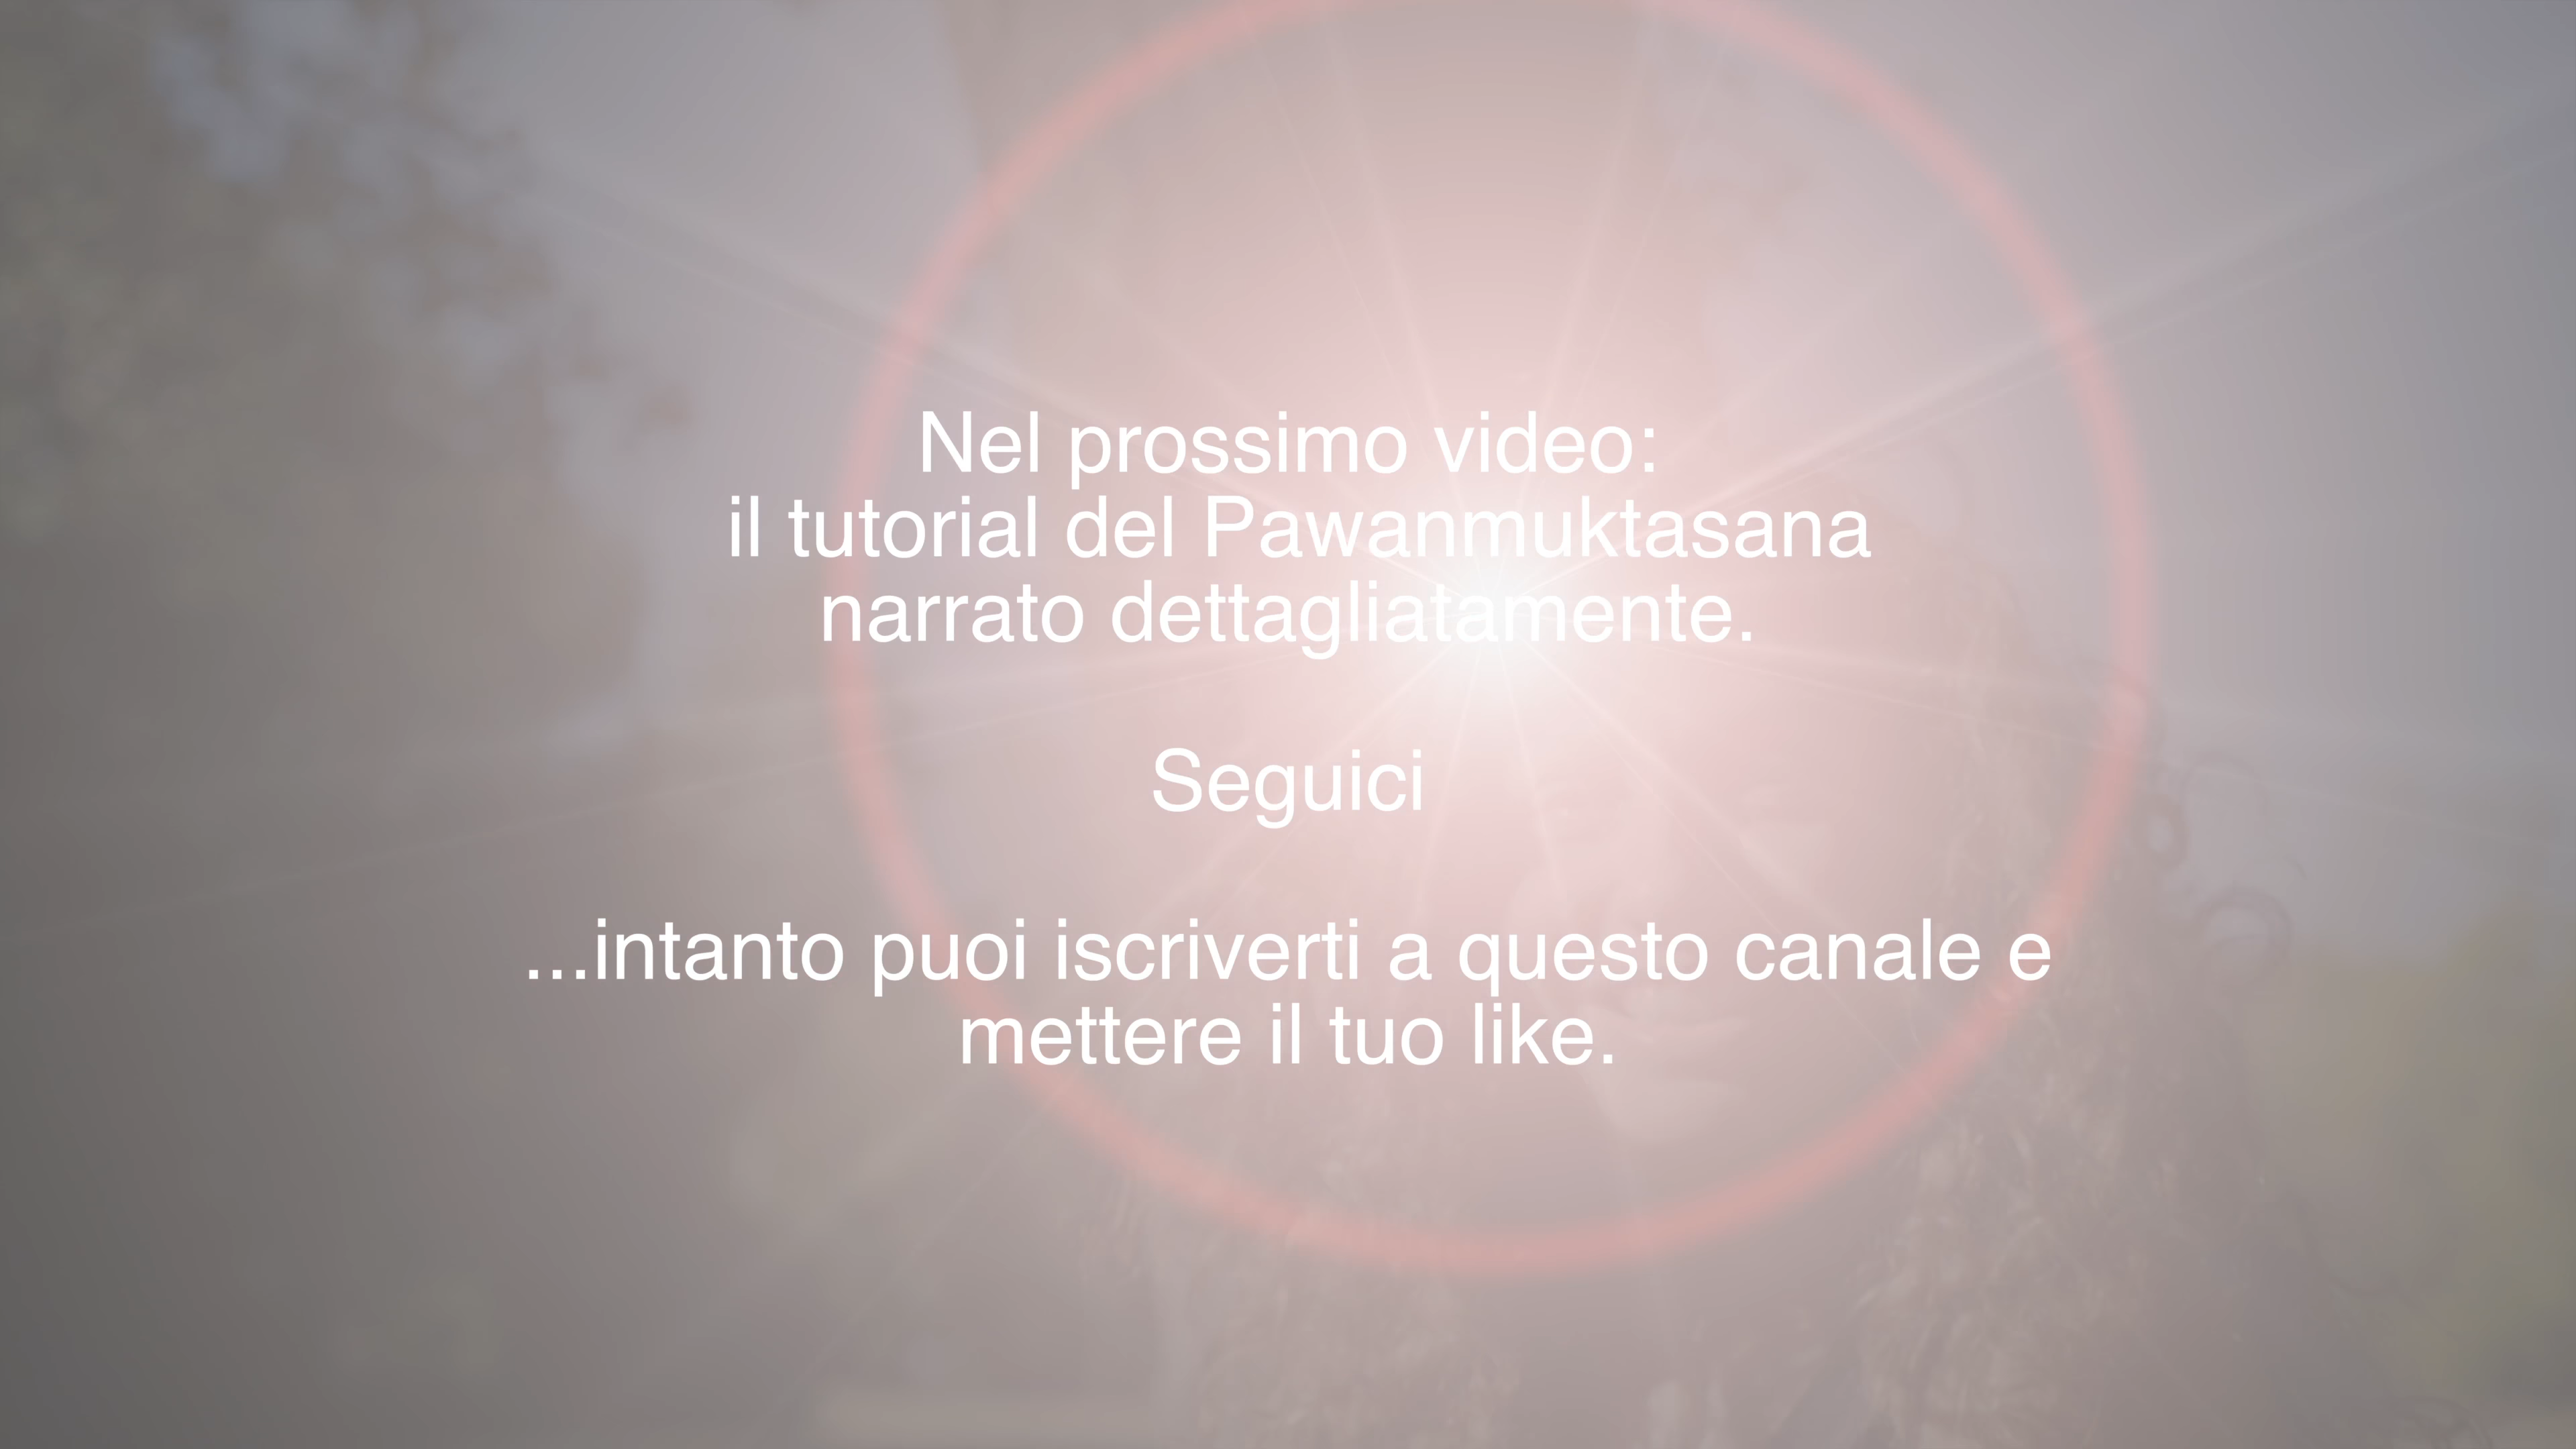 Nel prossimo video:
il tutorial del Pawanmuktasana
narrato dettagliatamente.
Seguici
...intanto puoi iscriverti a questo canale e
mettere il tuo like.